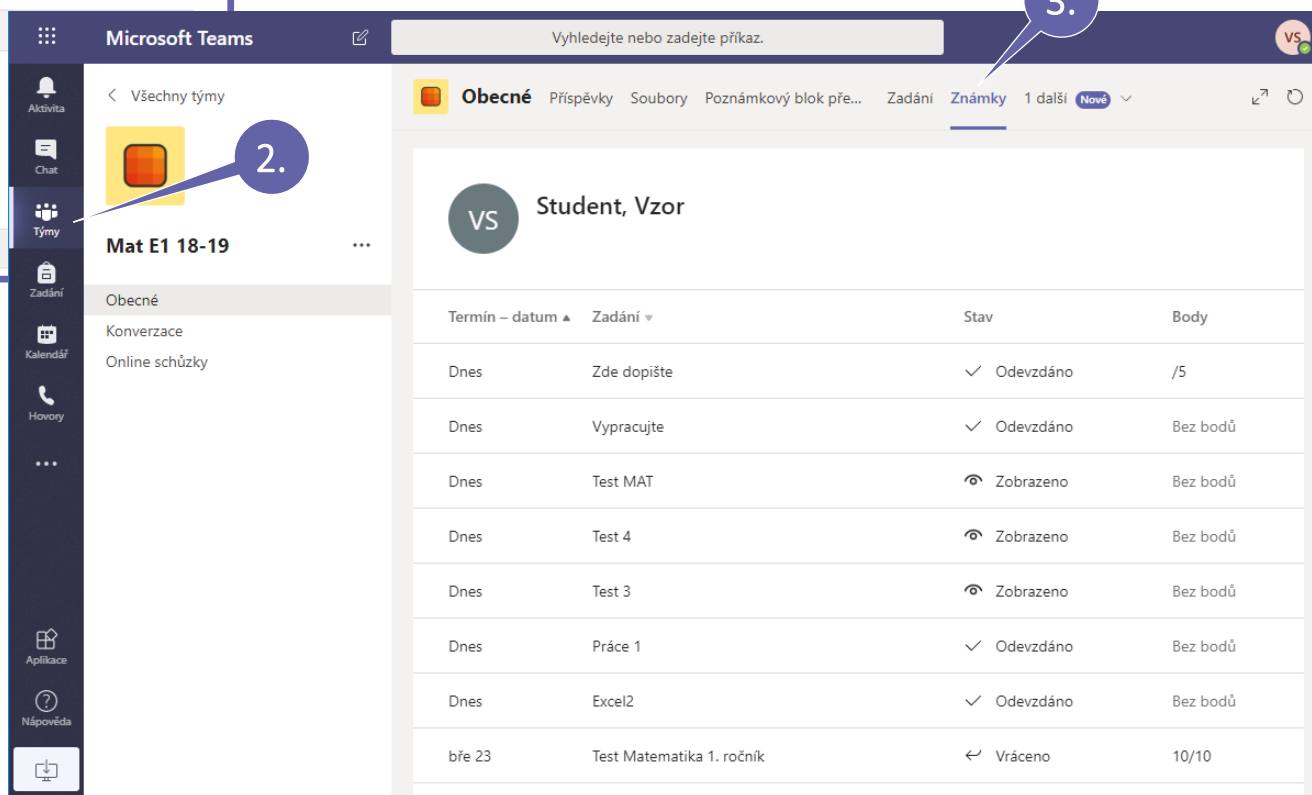 3.
Microsoft Teams
Vyhledejte nebo zadejte příkaz.
VS
Aktivita
Chat
Týmy
Zadání
Kalendář
Hovory
Aplikace
Nápověda
Všechny týmy
2.
Mat E1 18-19
Obecné
Konverzace
Online schůzky
Obecné Příspěvky Soubory Poznámkový blok pře... Zadání Známky 1 další Nové
VS Student, Vzor
Termín – datum Zadání Stav Body
Dnes Zde dopište Odevzdáno /5
Dnes Vypracujte Odevzdáno Bez bodů
Dnes Test MAT Zobrazeno Bez bodů
Dnes Test 4 Zobrazeno Bez bodů
Dnes Test 3 Zobrazeno Bez bodů
Dnes Práce 1 Odevzdáno Bez bodů
Dnes Excel2 Odevzdáno Bez bodů
bře 23 Test Matematika 1. ročník Vráceno 10/10